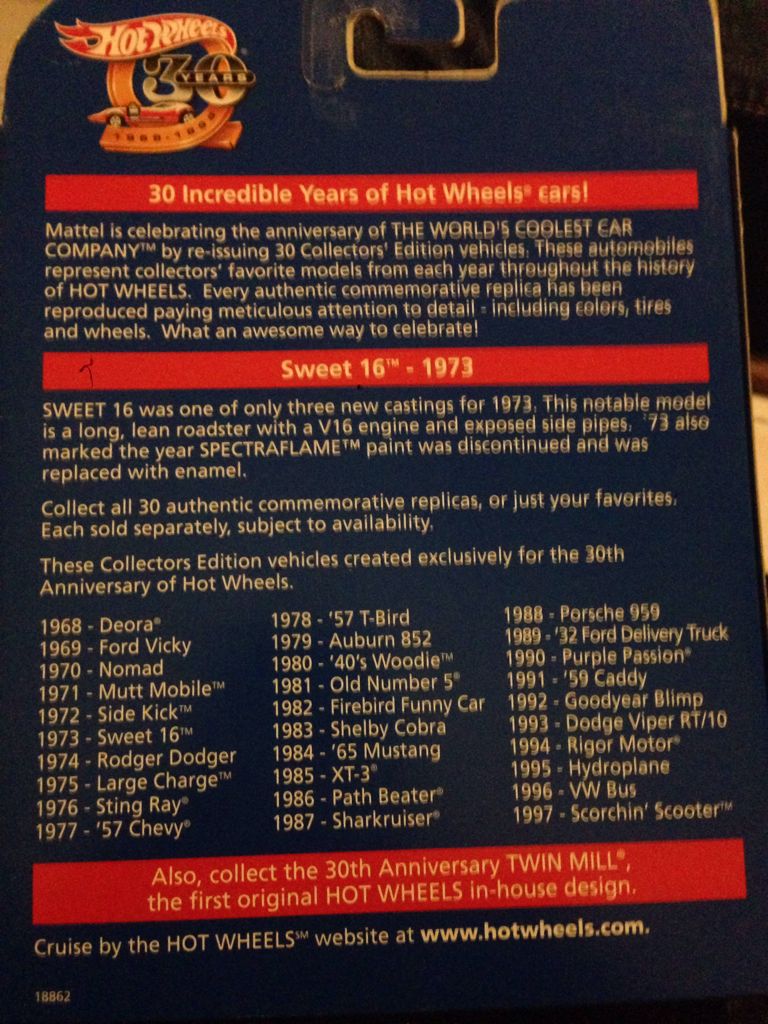 HOT WHEELS
30
YEARS
1968-1998
30 Incredible Years of Hot Wheels® cars!
Mattel is celebrating the anniversary of THE WORLD'S COOLEST CAR
COMPANY™ by re-issuing 30 Collectors' Edition vehicles. These automobiles
represent collectors' favorite models from each year throughout the history
of HOT WHEELS. Every authentic commemorative replica has been
reproduced paying meticulous attention to detail - including colors, tires
and wheels. What an awesome way to celebrate!
Sweet 16™ - 1973
SWEET 16 was one of only three new castings for 1973. This notable model
is a long, lean roadster with a V16 engine and exposed side pipes. '73 also
marked the year SPECTRAFLAME™ paint was discontinued and was
replaced with enamel.
Collect all 30 authentic commemorative replicas, or just your favorites.
Each sold separately, subject to availability.
These Collectors Edition vehicles created exclusively for the 30th
Anniversary of Hot Wheels.
1968 - Deora®
1969 - Ford Vicky
1970 - Nomad
1971 - Mutt Mobile™
1972 - Side Kick™
1973 - Sweet 16™
1974 - Rodger Dodger
1975 - Large Charge™
1976 - Sting Ray®
1977 - '57 Chevy®
1978 - '57 T-Bird
1979 - Auburn 852
1980 - '40's Woodie™
1981 - Old Number 5®
1982 - Firebird Funny Car
1983 - Shelby Cobra
1984 - '65 Mustang
1985 - XT-3®
1986 - Path Beater®
1987 - Sharkruiser®
1988 - Porsche 959
1989 - '32 Ford Delivery Truck
1990 - Purple Passion®
1991 - '59 Caddy
1992 - Goodyear Blimp
1993 - Dodge Viper RT/10
1994 - Rigor Motor®
1995 - Hydroplane
1996 - VW Bus
1997 - Scorchin' Scooter™
Also, collect the 30th Anniversary TWIN MILL®,
the first original HOT WHEELS in-house design.
Cruise by the HOT WHEELS℠ website at www.hotwheels.com.
18862